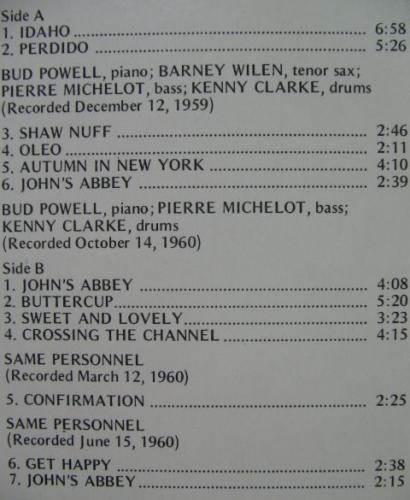 Side A
1. IDAHO ........ 6:58
2. PERDIDO ........ 5:26
BUD POWELL, piano; BARNEY WILEN, tenor sax;
PIERRE MICHELOT, bass; KENNY CLARKE, drums
(Recorded December 12, 1959)
3. SHAW NUFF ........ 2:46
4. OLEO ........ 2:11
5. AUTUMN IN NEW YORK ........ 4:10
6. JOHN'S ABBEY ........ 2:39
BUD POWELL, piano; PIERRE MICHELOT, bass;
KENNY CLARKE, drums
(Recorded October 14, 1960)
Side B
1. JOHN'S ABBEY ........ 4:08
2. BUTTERCUP ........ 5:20
3. SWEET AND LOVELY ........ 3:23
4. CROSSING THE CHANNEL ........ 4:15
SAME PERSONNEL
(Recorded March 12, 1960)
5. CONFIRMATION ........ 2:25
SAME PERSONNEL
(Recorded June 15, 1960)
6. GET HAPPY ........ 2:38
7. JOHN'S ABBEY ........ 2:15